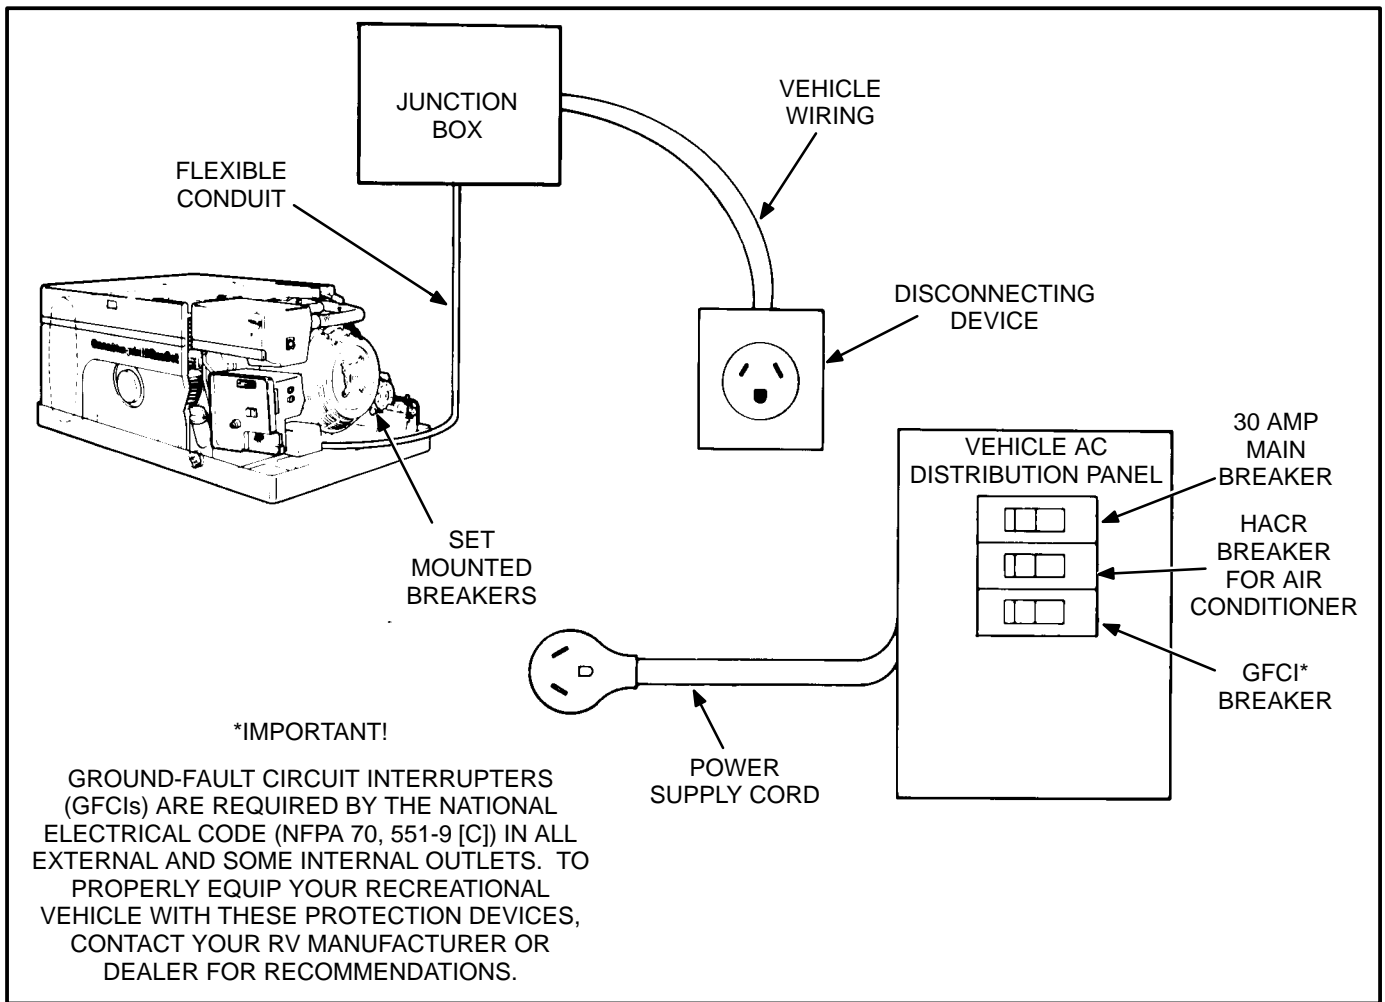 JUNCTION
BOX
VEHICLE
WIRING
FLEXIBLE
CONDUIT
DISCONNECTING
DEVICE
SET
MOUNTED
BREAKERS
VEHICLE AC
DISTRIBUTION PANEL
30 AMP
MAIN
BREAKER
HACR
BREAKER
FOR AIR
CONDITIONER
GFCI*
BREAKER
POWER
SUPPLY CORD
*IMPORTANT!
GROUND-FAULT CIRCUIT INTERRUPTERS
(GFCIs) ARE REQUIRED BY THE NATIONAL
ELECTRICAL CODE (NFPA 70, 551-9 [C]) IN ALL
EXTERNAL AND SOME INTERNAL OUTLETS. TO
PROPERLY EQUIP YOUR RECREATIONAL
VEHICLE WITH THESE PROTECTION DEVICES,
CONTACT YOUR RV MANUFACTURER OR
DEALER FOR RECOMMENDATIONS.